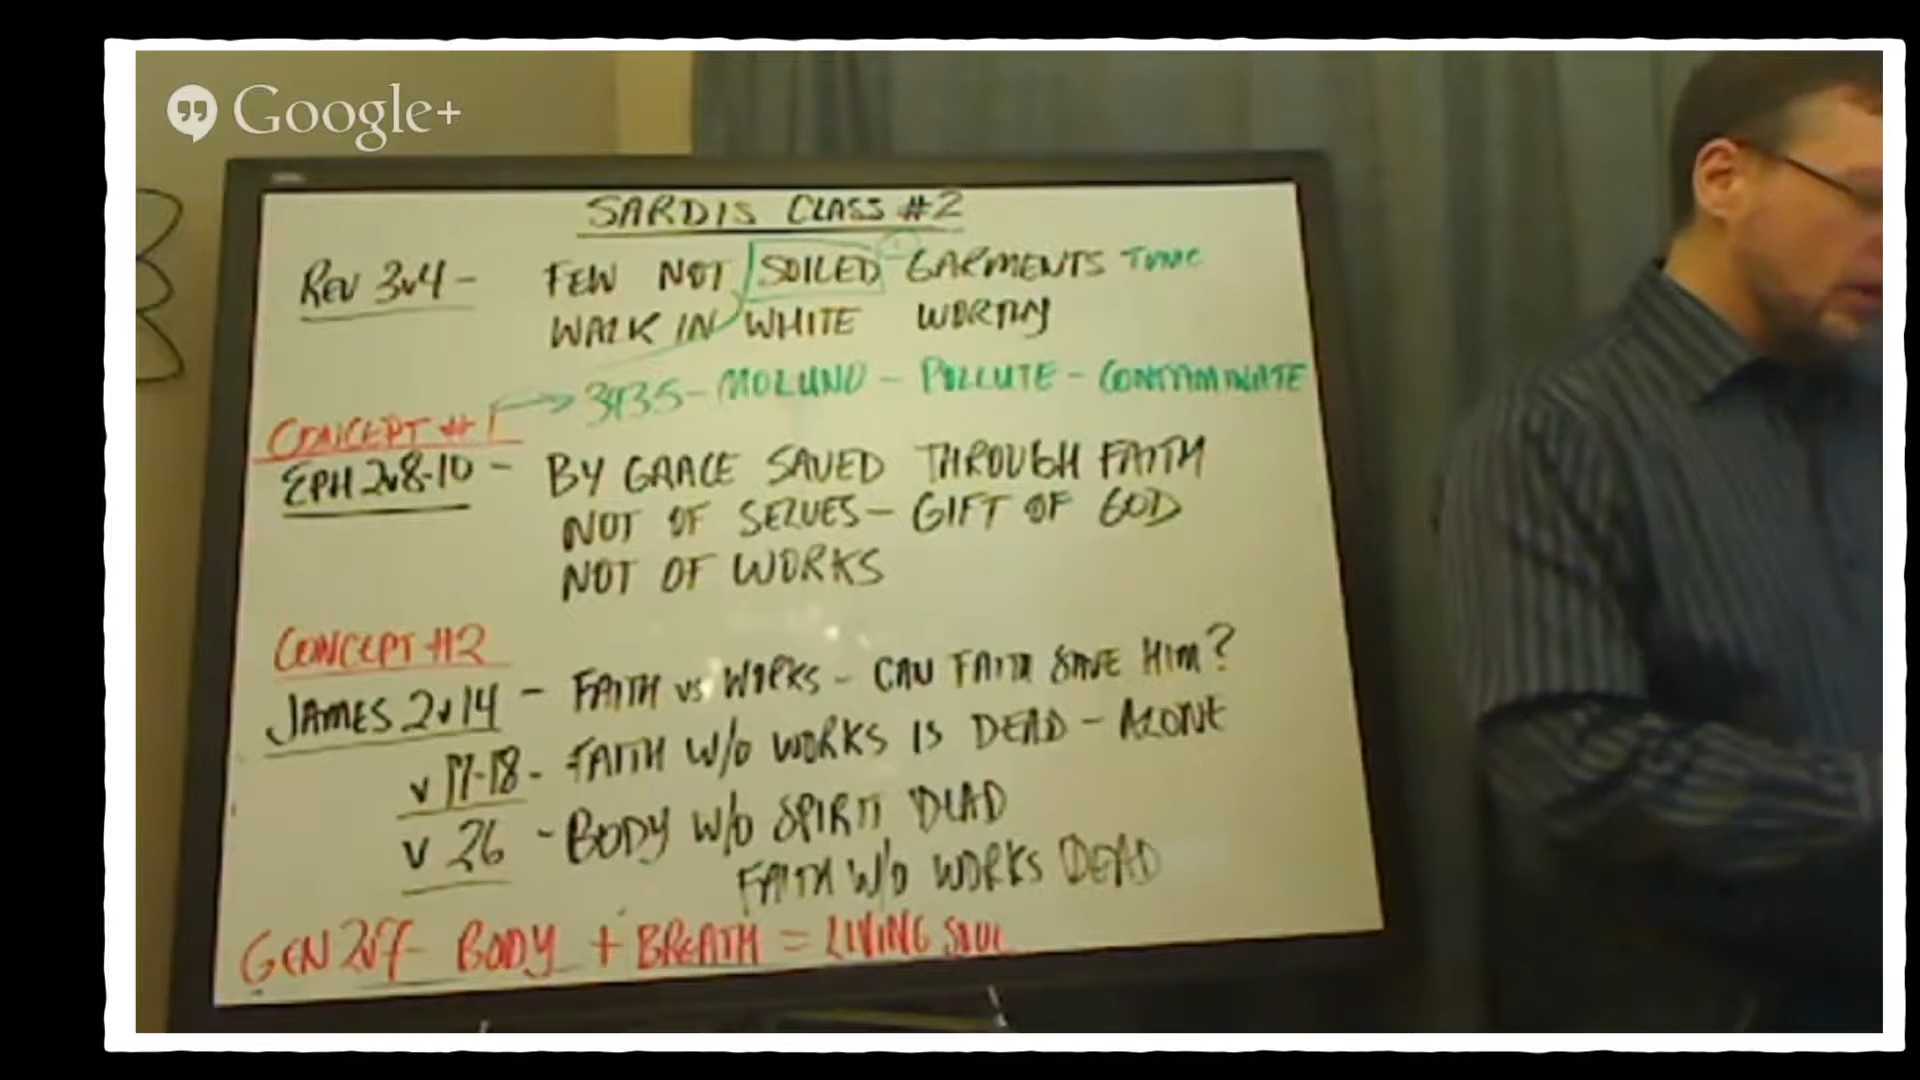 Google+
SARDIS CLASS #2
REV 3v4 - FEW NOT SOILED GARMENTS
WALK IN WHITE WORTHY
3435 - MOLUNO - POLLUTE - CONTAMINATE
CONCEPT #1
EPH 2v8-10 - BY GRACE SAVED THROUGH FAITH
NOT OF SELVES - GIFT OF GOD
NOT OF WORKS
CONCEPT #2
JAMES 2v14 - FAITH vs WORKS - CAN FAITH SAVE HIM?
v 17-18 - FAITH W/O WORKS IS DEAD - ALONE
v 26 - BODY W/O SPIRIT DEAD
FAITH W/O WORKS DEAD
GEN 2v7 - BODY + BREATH = LIVING SOUL